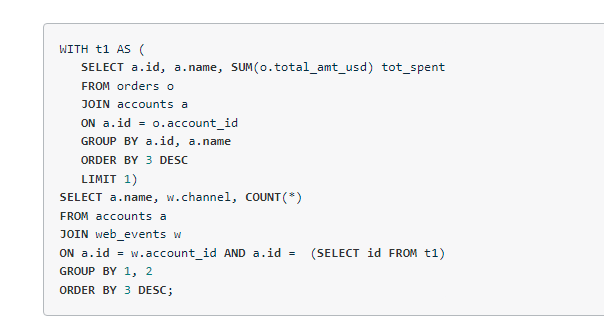 WITH t1 AS (
SELECT a.id, a.name, SUM(o.total_amt_usd) tot_spent
FROM orders o
JOIN accounts a
ON a.id = o.account_id
GROUP BY a.id, a.name
ORDER BY 3 DESC
LIMIT 1)
SELECT a.name, w.channel, COUNT(*)
FROM accounts a
JOIN web_events w
ON a.id = w.account_id AND a.id =  (SELECT id FROM t1)
GROUP BY 1, 2
ORDER BY 3 DESC;